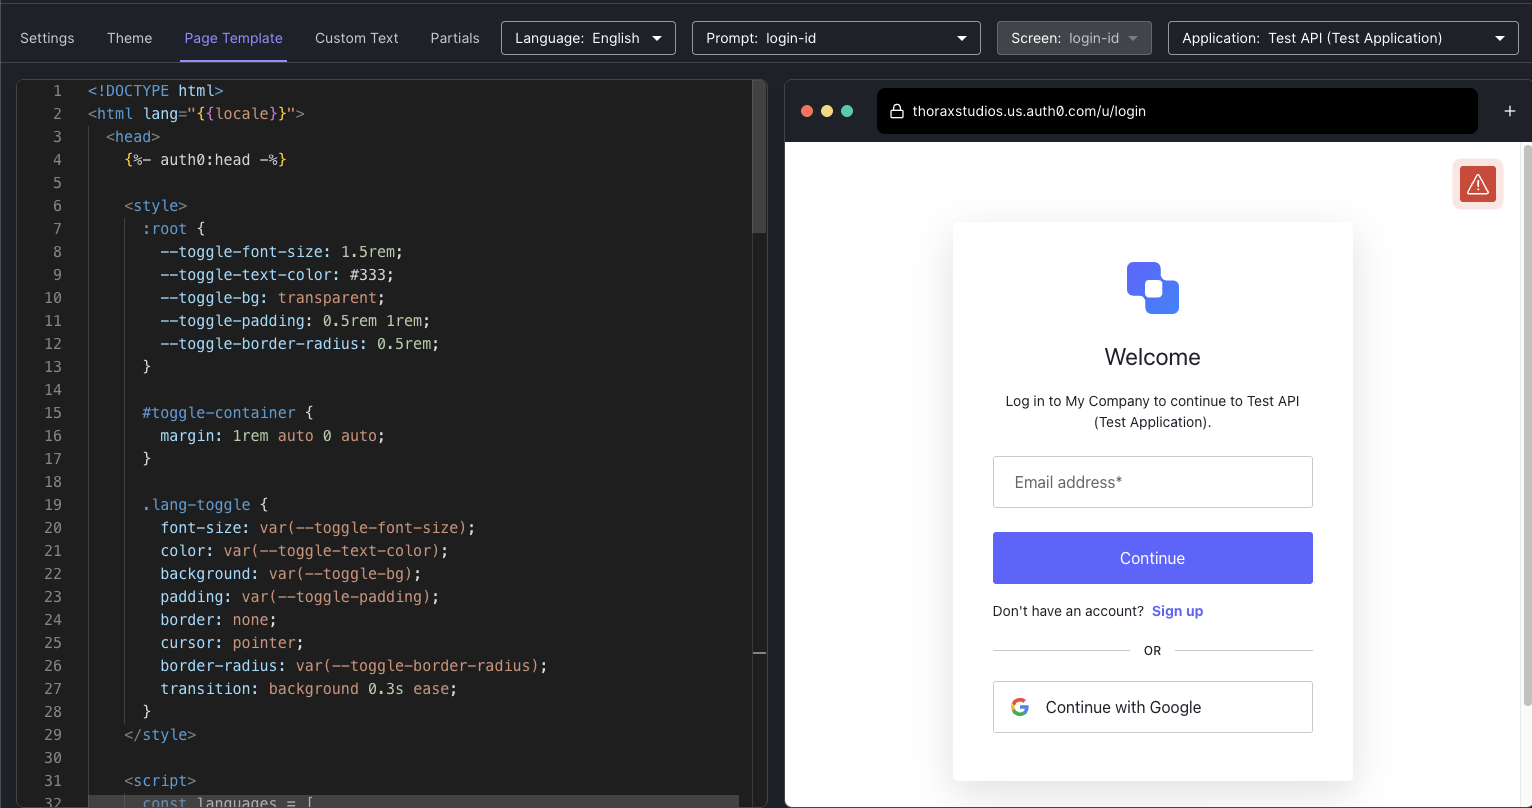 Settings
Theme
Page Template
Custom Text
Partials
Language: English
Prompt: login-id
Screen: login-id
Application: Test API (Test Application)
1 <!DOCTYPE html>
2 <html lang="{{locale}}">
3 <head>
4 {%- auth0:head -%}
5
6 <style>
7 :root {
8 --toggle-font-size: 1.5rem;
9 --toggle-text-color: #333;
10 --toggle-bg: transparent;
11 --toggle-padding: 0.5rem 1rem;
12 --toggle-border-radius: 0.5rem;
13 }
14
15 #toggle-container {
16 margin: 1rem auto 0 auto;
17 }
18
19 .lang-toggle {
20 font-size: var(--toggle-font-size);
21 color: var(--toggle-text-color);
22 background: var(--toggle-bg);
23 padding: var(--toggle-padding);
24 border: none;
25 cursor: pointer;
26 border-radius: var(--toggle-border-radius);
27 transition: background 0.3s ease;
28 }
29 </style>
30
31 <script>
32 const languages = [
thoraxstudios.us.auth0.com/u/login
Welcome
Log in to My Company to continue to Test API
(Test Application).
Email address*
Continue
Don't have an account? Sign up
OR
Continue with Google